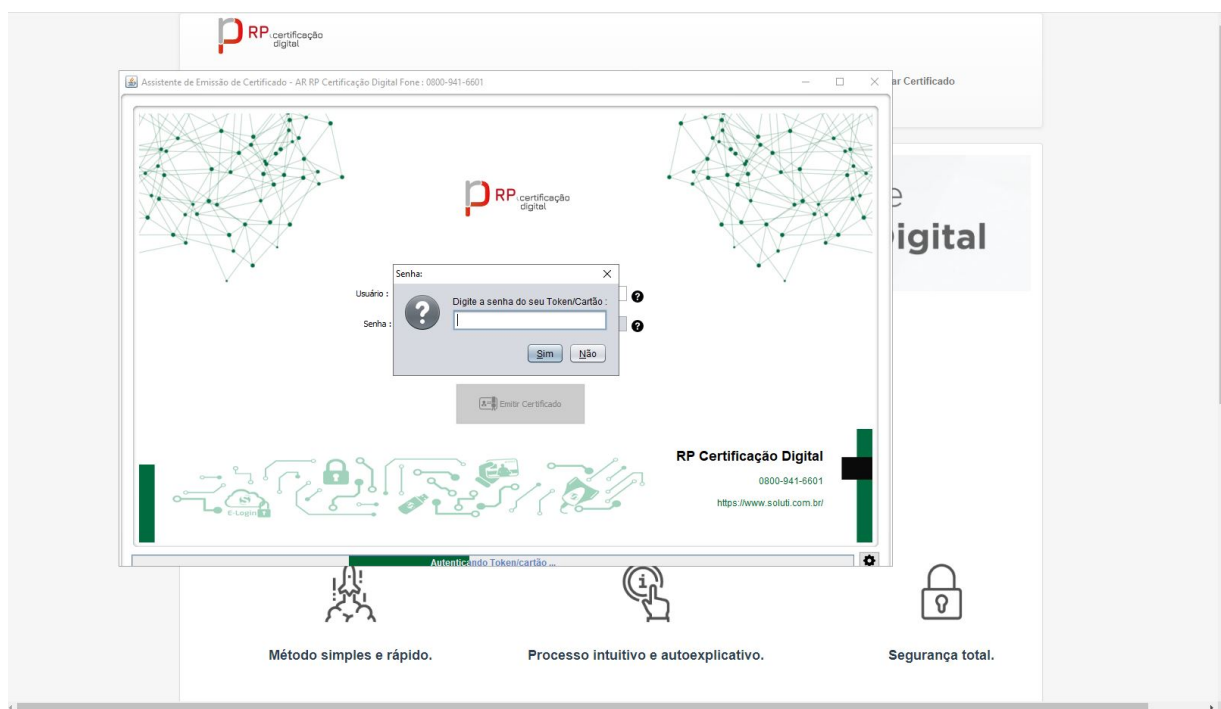 RP.certificação
digital
Assistente de Emissão de Certificado - AR RP Certificação Digital Fone : 0800-941-6601
ar Certificado
RP.certificação
digital
e
igital
Senha:
Usuário :
Digite a senha do seu Token/Cartão :
Senha :
Sim
Não
Emitir Certificado
RP Certificação Digital
0800-941-6601
https://www.soluti.com.br/
E-Login
Autenticando Token/cartão ...
Método simples e rápido.
Processo intuitivo e autoexplicativo.
Segurança total.